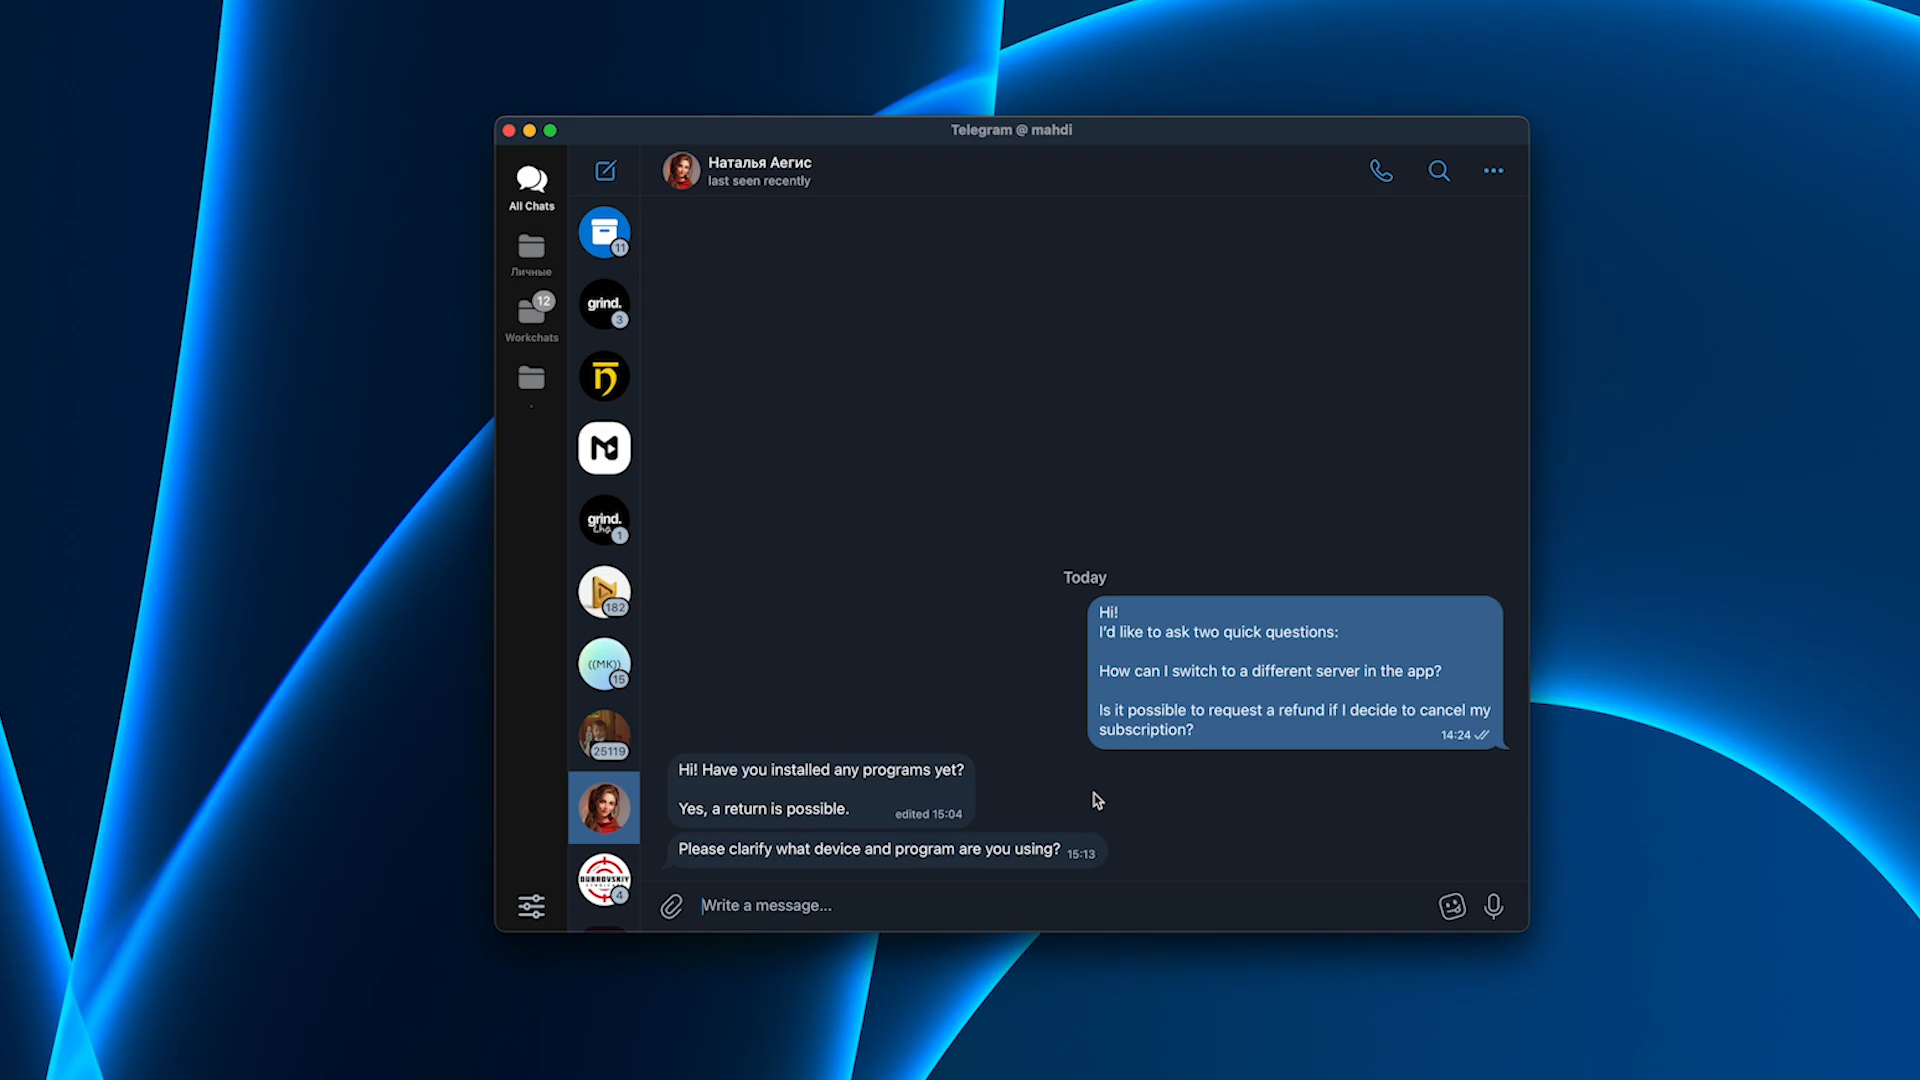 Telegram @ mahdi
All Chats
Личные
12
Workchats
11
grind.
3
grind.
cha
1
182
((MK))
15
25119
DUBROVSKIY
4
Наталья Аегис
last seen recently
Today
Hi!
I'd like to ask two quick questions:
How can I switch to a different server in the app?
Is it possible to request a refund if I decide to cancel my
subscription?
14:24
Hi! Have you installed any programs yet?
Yes, a return is possible.
edited 15:04
Please clarify what device and program are you using?
15:13
Write a message...